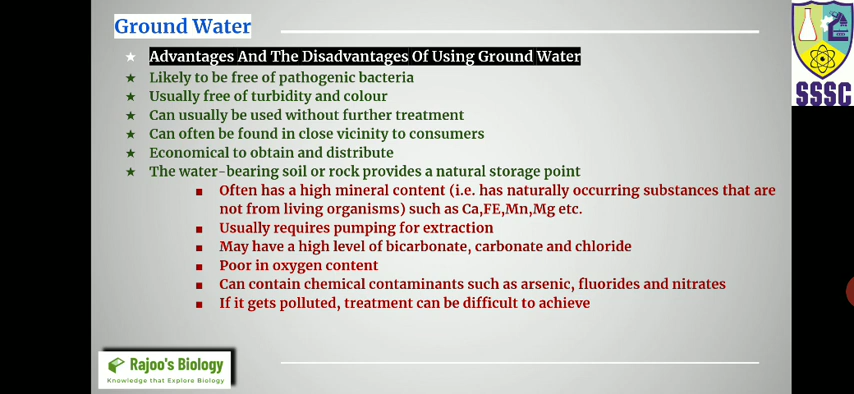 Ground Water
Advantages And The Disadvantages Of Using Ground Water
Likely to be free of pathogenic bacteria
Usually free of turbidity and colour
Can usually be used without further treatment
Can often be found in close vicinity to consumers
Economical to obtain and distribute
The water-bearing soil or rock provides a natural storage point
Often has a high mineral content (i.e. has naturally occurring substances that are
not from living organisms) such as Ca,FE,Mn,Mg etc.
Usually requires pumping for extraction
May have a high level of bicarbonate, carbonate and chloride
Poor in oxygen content
Can contain chemical contaminants such as arsenic, fluorides and nitrates
If it gets polluted, treatment can be difficult to achieve
SSSC
Rajoo's Biology
Knowledge that Explore Biology